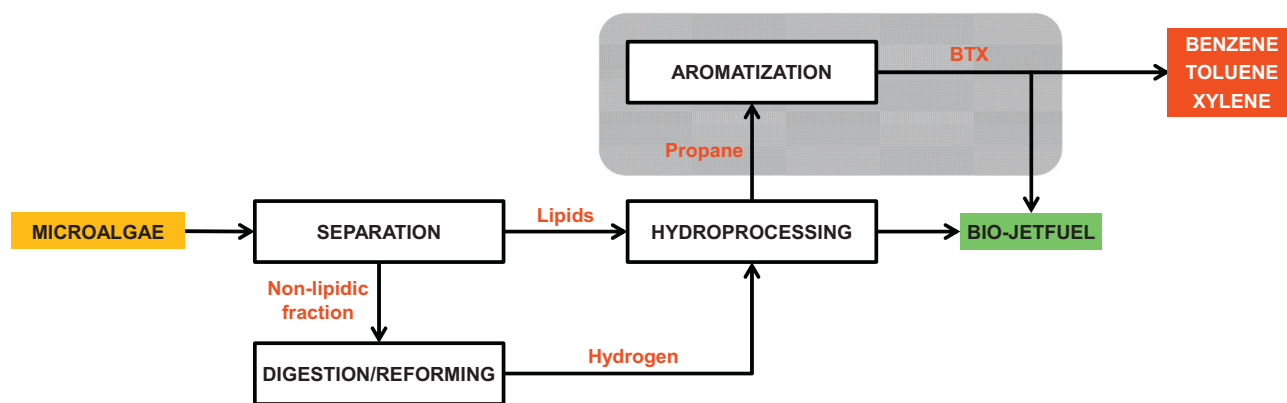 BTX
BENZENE
TOLUENE
XYLENE
AROMATIZATION
Propane
MICROALGAE
SEPARATION
Lipids
HYDROPROCESSING
BIO-JETFUEL
Non-lipidic
fraction
Hydrogen
DIGESTION/REFORMING